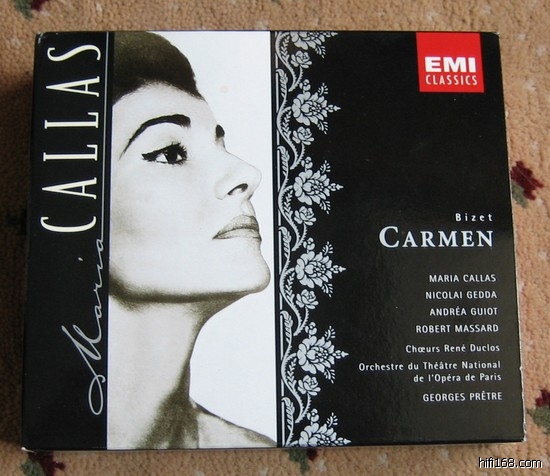 Maria CALLAS
EMI
CLASSICS
Bizet
CARMEN
MARIA CALLAS
NICOLAI GEDDA
ANDRÉA GUIOT
ROBERT MASSARD
Chœurs René Duclos
Orchestre du Théâtre National
de l'Opéra de Paris
GEORGES PRÊTRE
hifi168.com